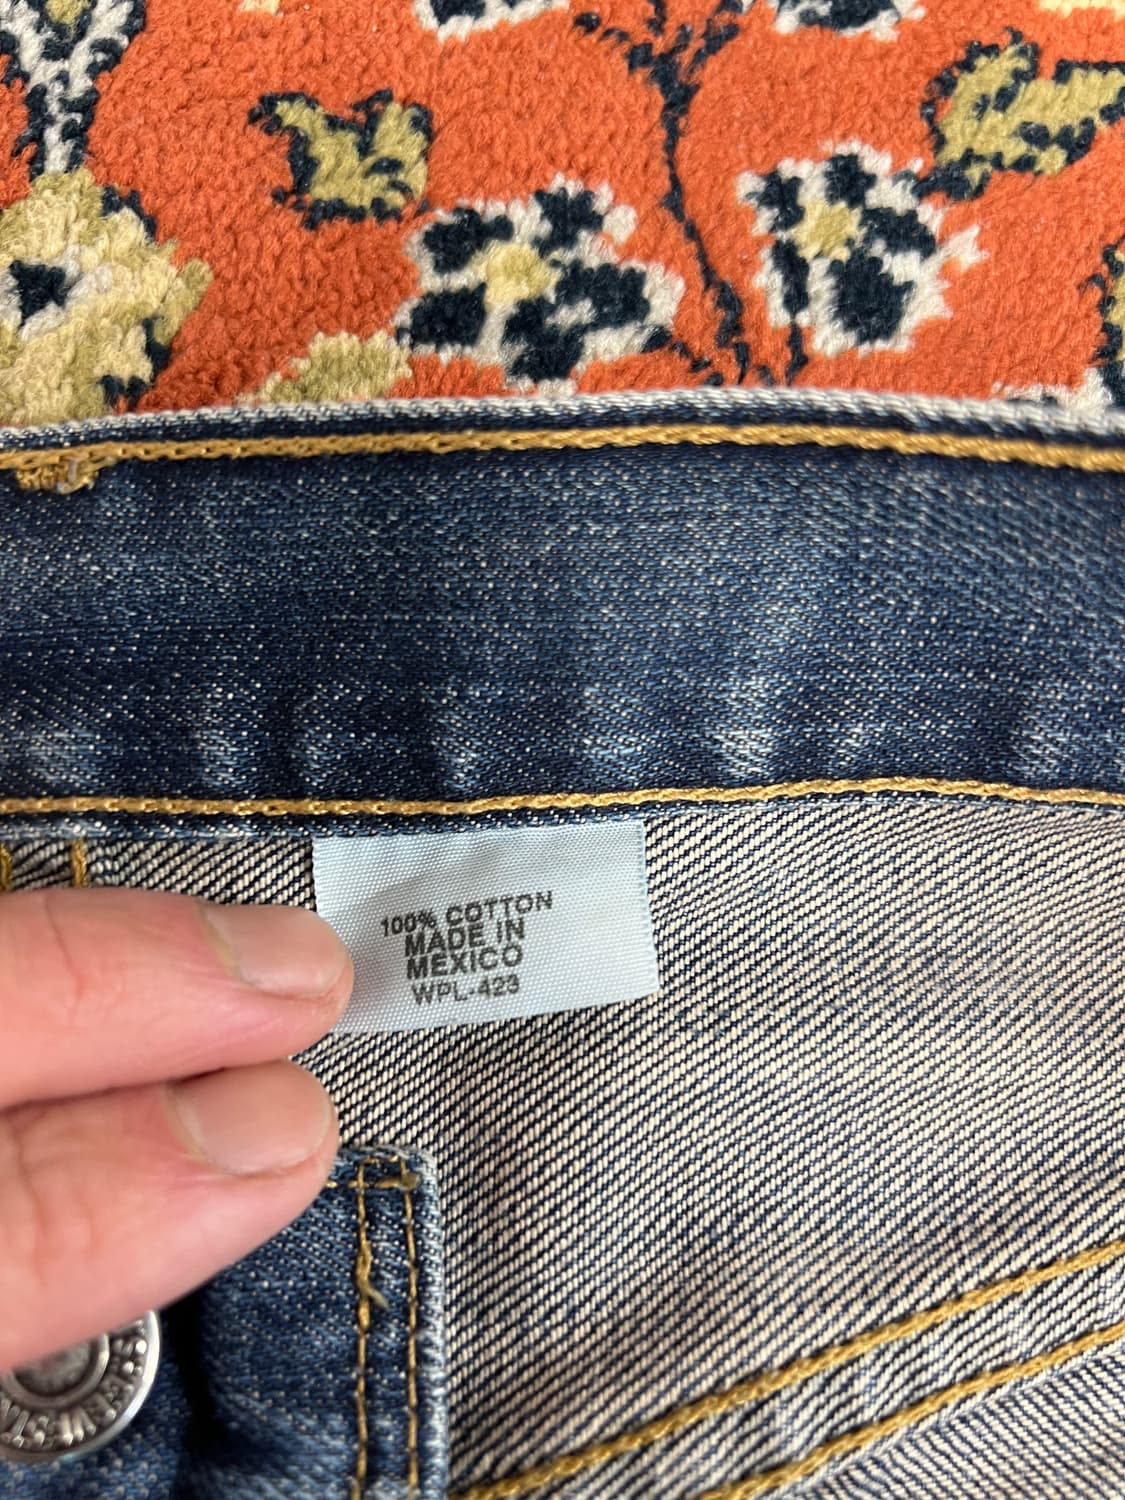 100% COTTON
MADE IN
MEXICO
WPL-423